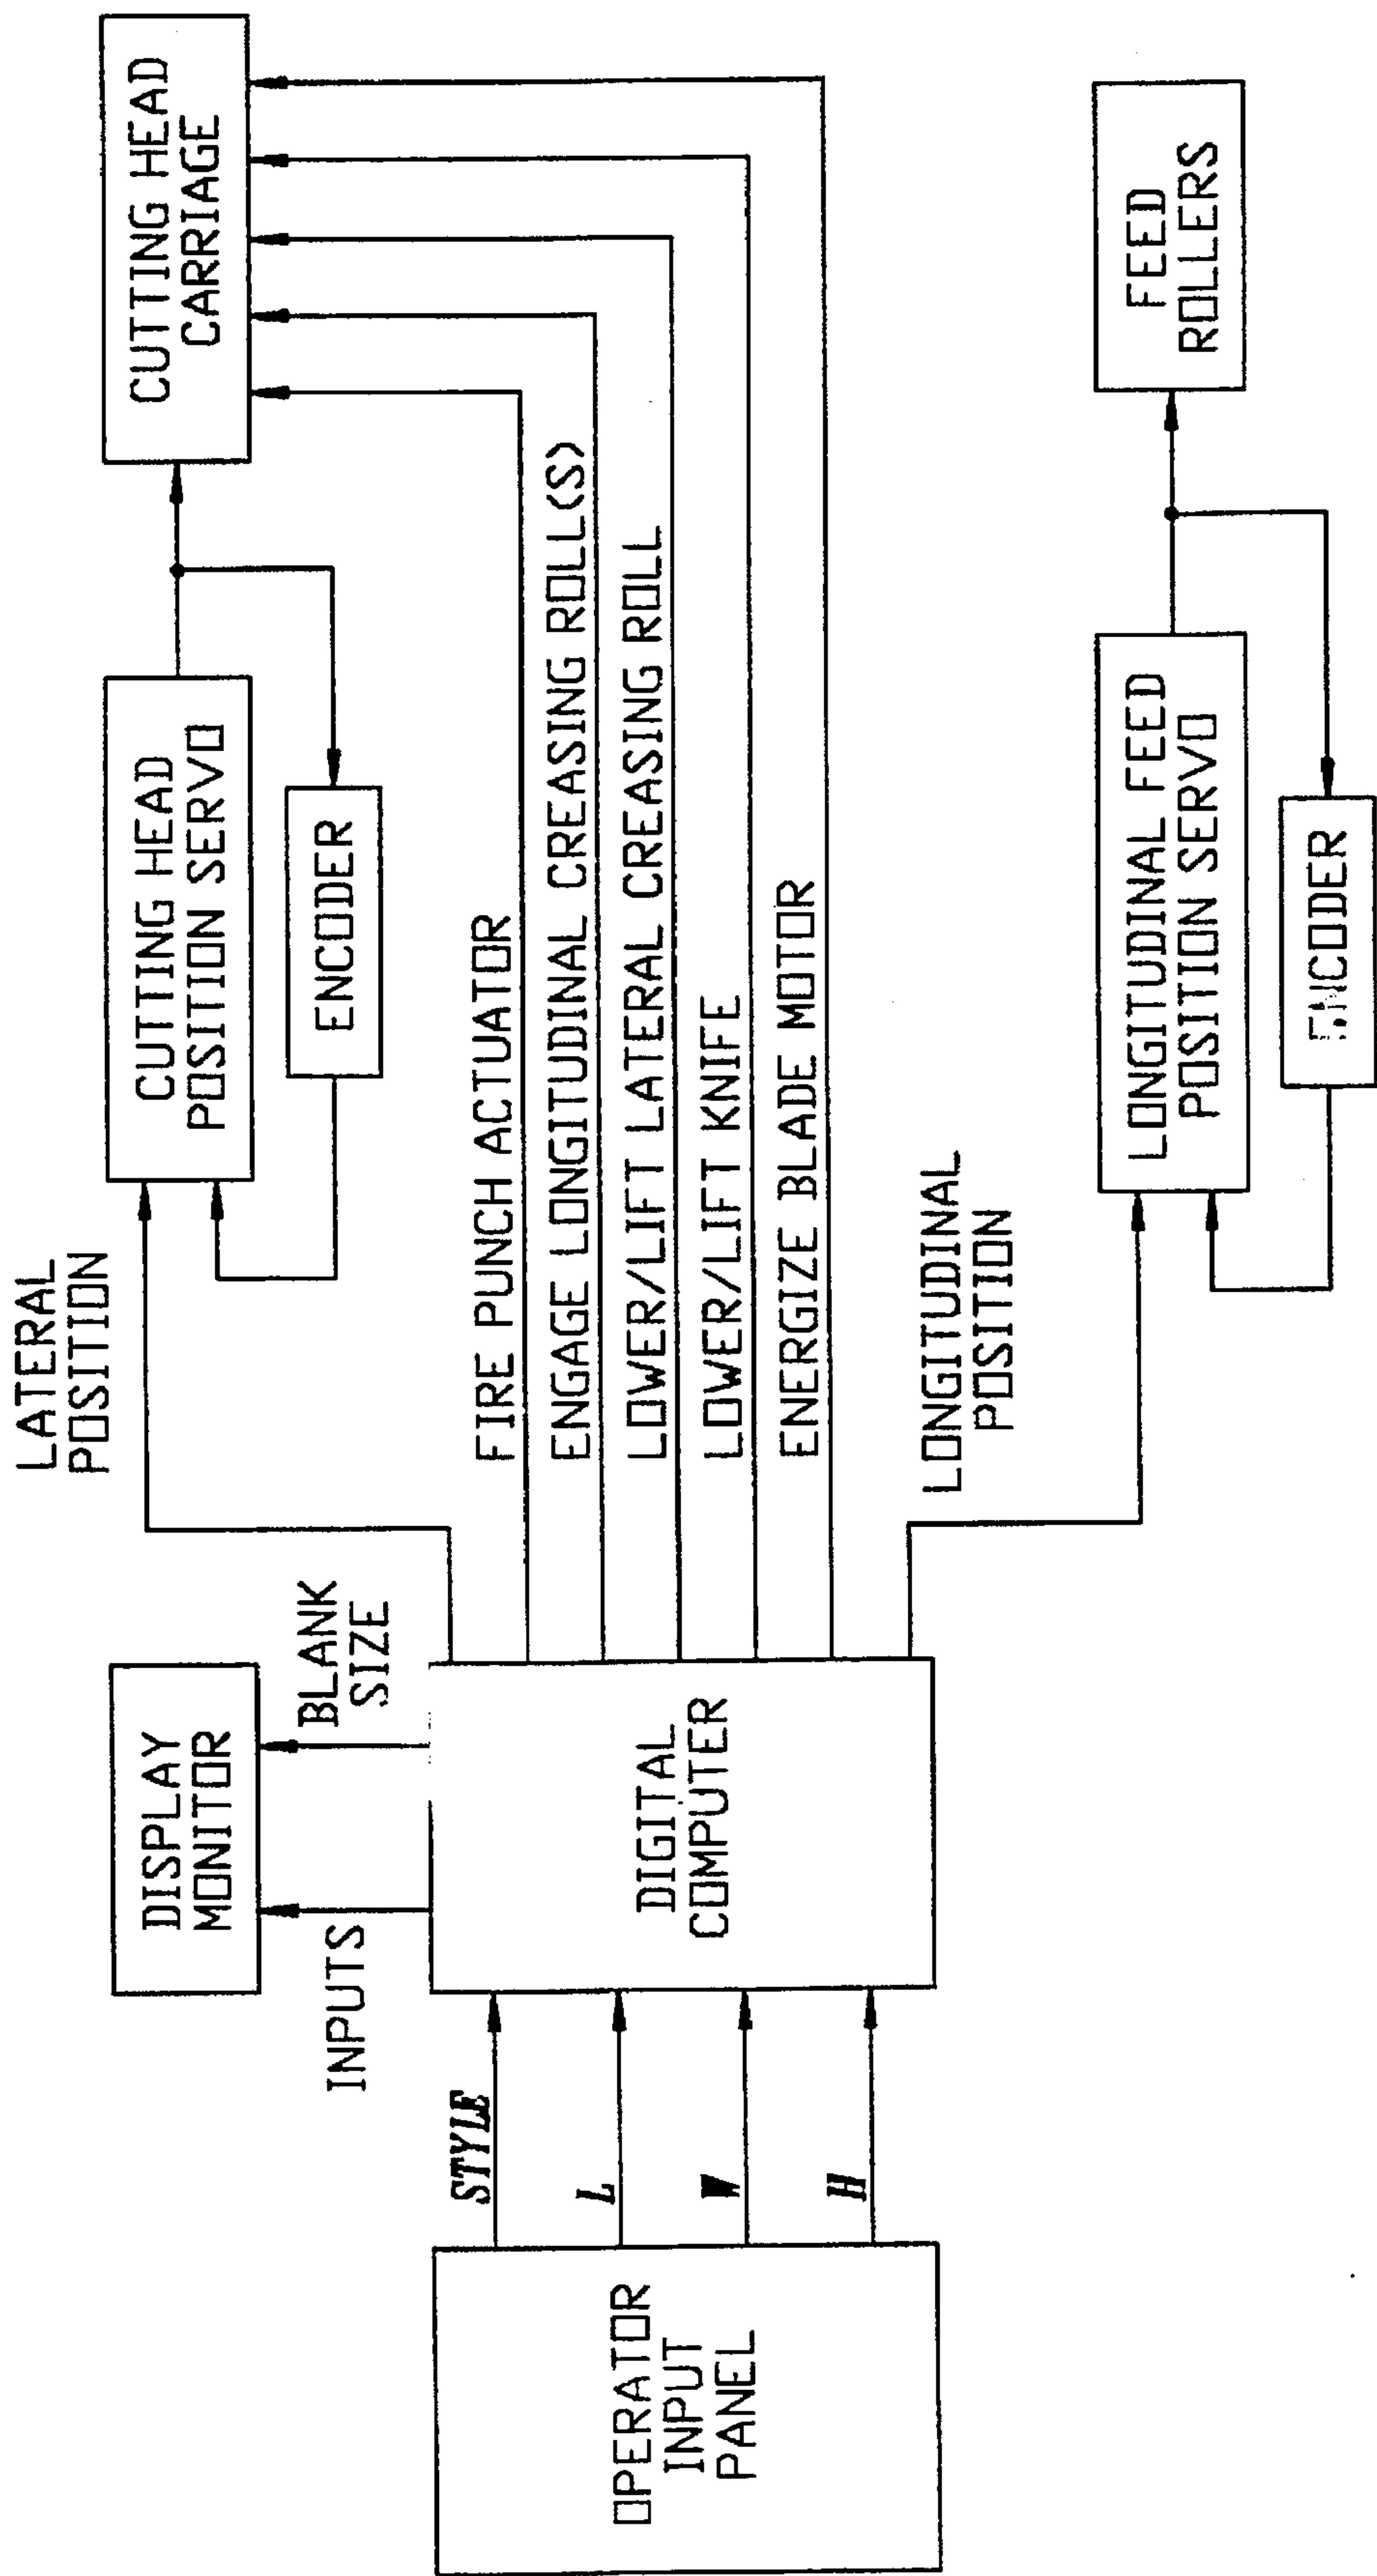 OPERATOR
INPUT
PANEL
STYLE
L
W
H
DISPLAY
MONITOR
INPUTS
BLANK
SIZE
DIGITAL
COMPUTER
LATERAL
POSITION
CUTTING HEAD
POSITION SERVO
ENCODER
CUTTING HEAD
CARRIAGE
FIRE PUNCH ACTUATOR
ENGAGE LONGITUDINAL CREASING ROLL(S)
LOWER/LIFT LATERAL CREASING ROLL
LOWER/LIFT KNIFE
ENERGIZE BLADE MOTOR
LONGITUDINAL
POSITION
LONGITUDINAL FEED
POSITION SERVO
ENCODER
FEED
ROLLERS